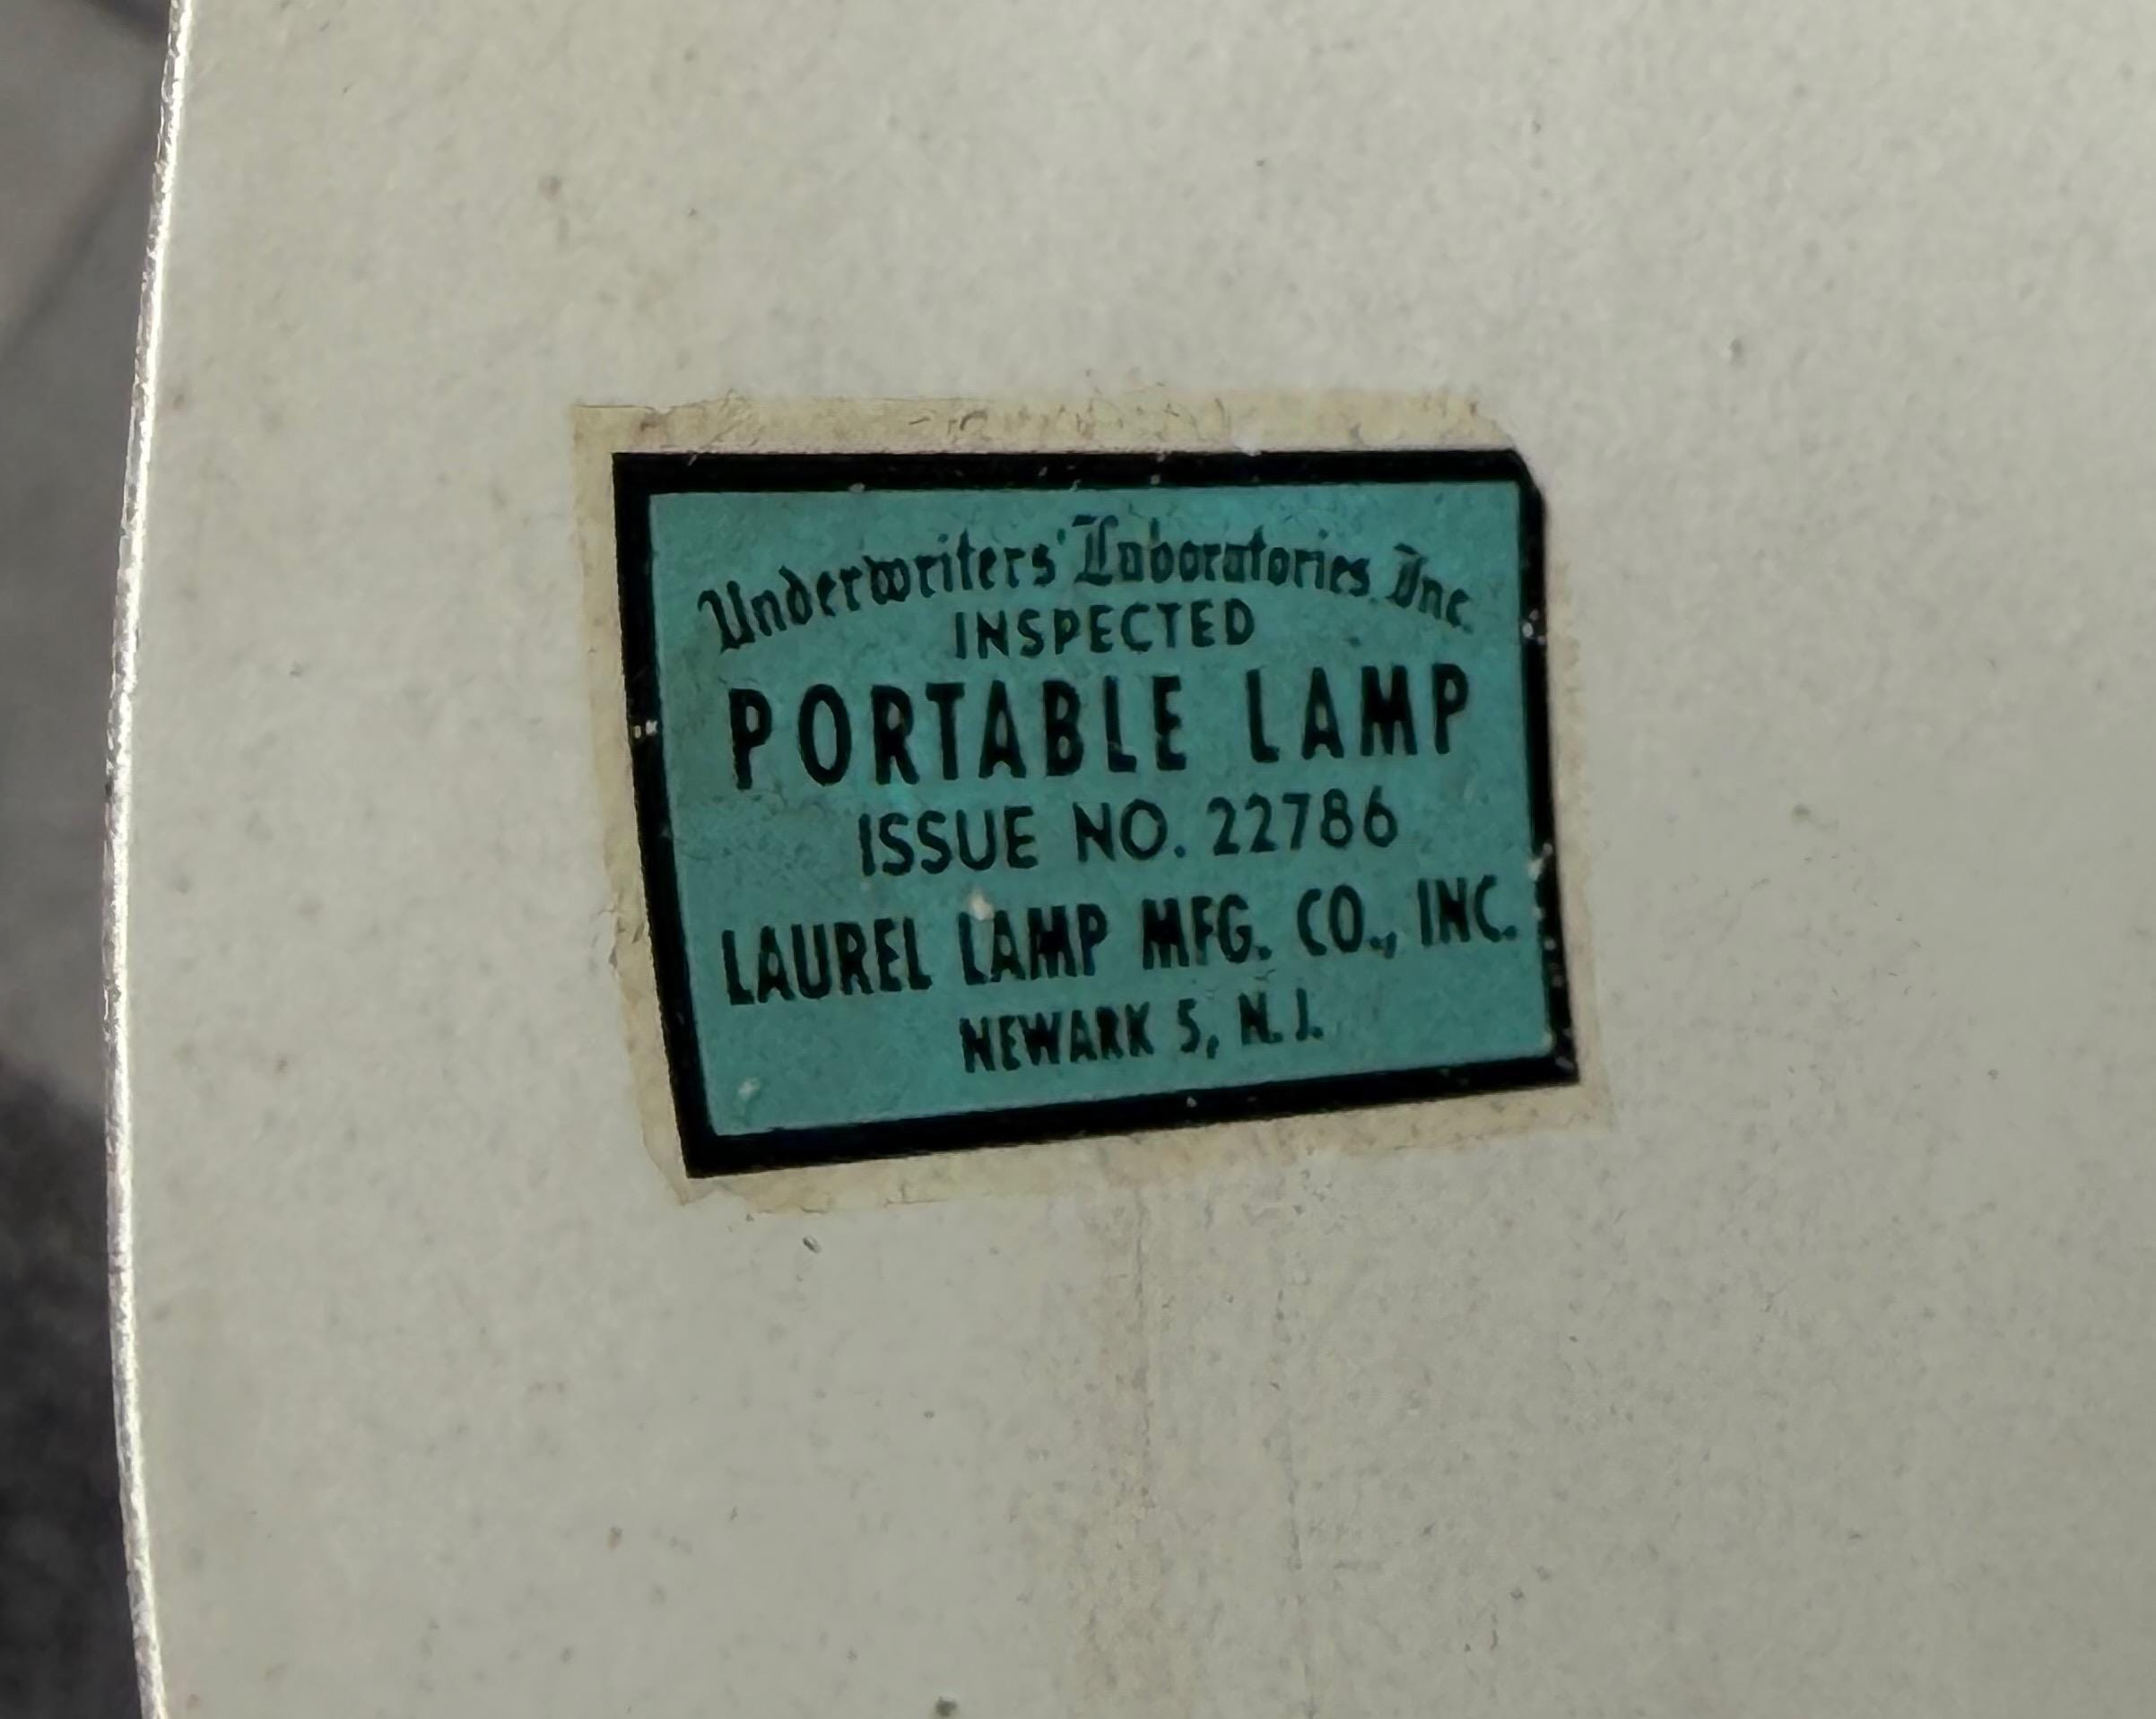 Underwriters' Laboratories, Inc.
INSPECTED
PORTABLE LAMP
ISSUE NO. 22786
LAUREL LAMP MFG. CO., INC.
NEWARK 5, N. J.